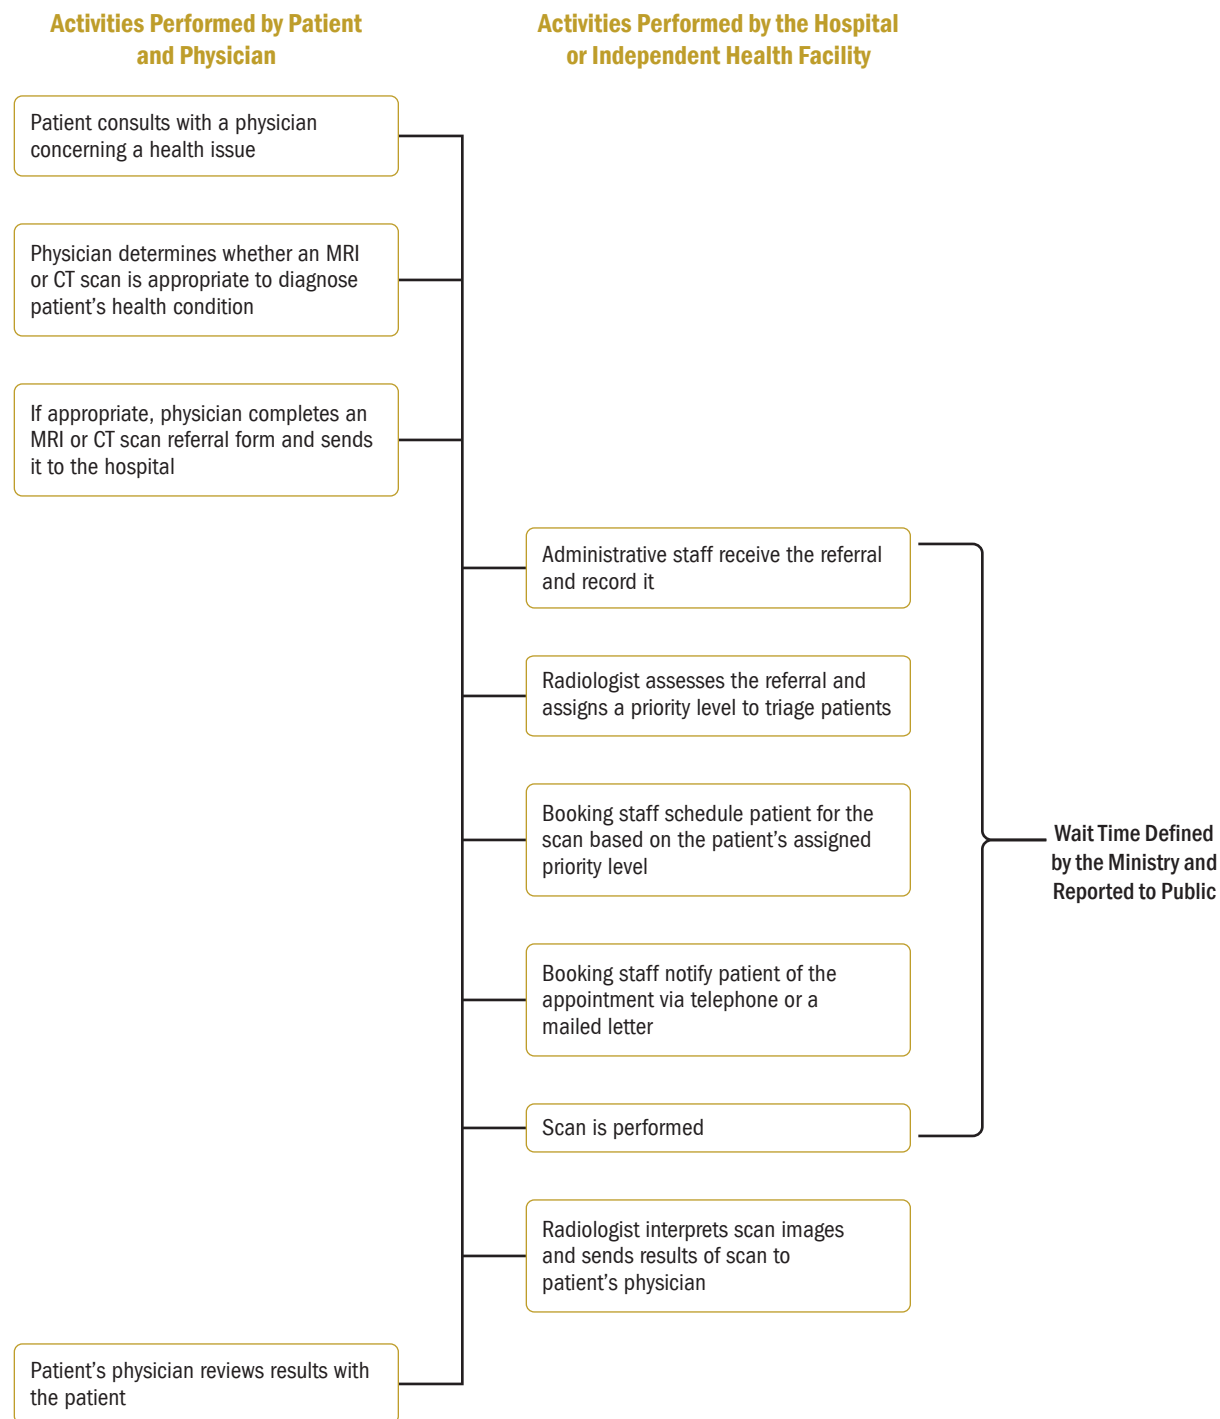 Activities Performed by Patient
and Physician
Activities Performed by the Hospital
or Independent Health Facility
Patient consults with a physician
concerning a health issue
Physician determines whether an MRI
or CT scan is appropriate to diagnose
patient’s health condition
If appropriate, physician completes an
MRI or CT scan referral form and sends
it to the hospital
Administrative staff receive the referral
and record it
Radiologist assesses the referral and
assigns a priority level to triage patients
Booking staff schedule patient for the
scan based on the patient’s assigned
priority level
Wait Time Defined
by the Ministry and
Reported to Public
Booking staff notify patient of the
appointment via telephone or a
mailed letter
Scan is performed
Radiologist interprets scan images
and sends results of scan to
patient’s physician
Patient’s physician reviews results with
the patient